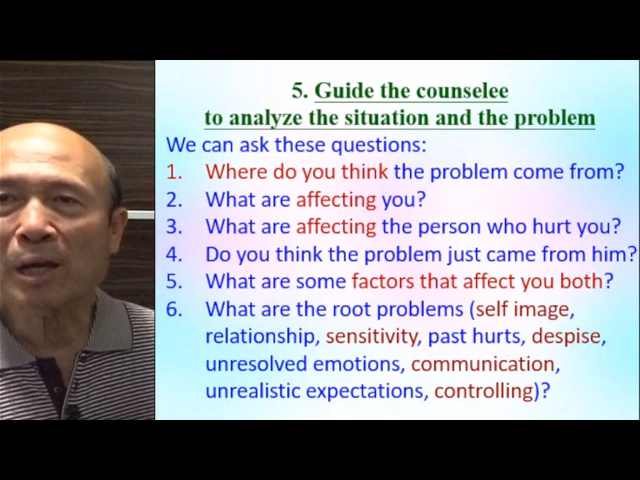 5. Guide the counselee
to analyze the situation and the problem
We can ask these questions:
1. Where do you think the problem come from?
2. What are affecting you?
3. What are affecting the person who hurt you?
4. Do you think the problem just came from him?
5. What are some factors that affect you both?
6. What are the root problems (self image,
relationship, sensitivity, past hurts, despise,
unresolved emotions, communication,
unrealistic expectations, controlling)?